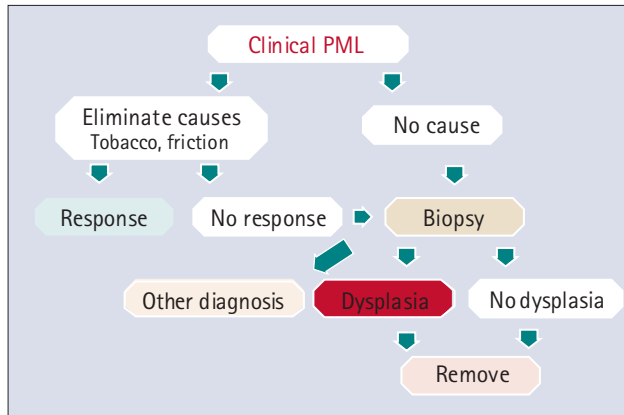 Clinical PML
Eliminate causes
Tobacco, friction
No cause
Response
No response
Biopsy
Other diagnosis
Dysplasia
No dysplasia
Remove